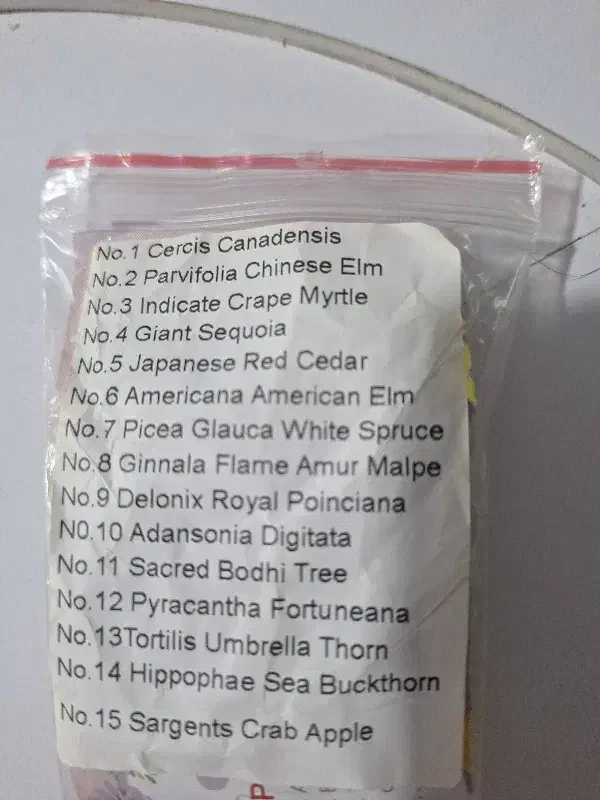 No.1 Cercis Canadensis
No.2 Parvifolia Chinese Elm
No.3 Indicate Crape Myrtle
No.4 Giant Sequoia
No.5 Japanese Red Cedar
No.6 Americana American Elm
No.7 Picea Glauca White Spruce
No.8 Ginnala Flame Amur Malpe
No.9 Delonix Royal Poinciana
N0.10 Adansonia Digitata
No.11 Sacred Bodhi Tree
No.12 Pyracantha Fortuneana
No.13Tortilis Umbrella Thorn
No.14 Hippophae Sea Buckthorn
No.15 Sargents Crab Apple